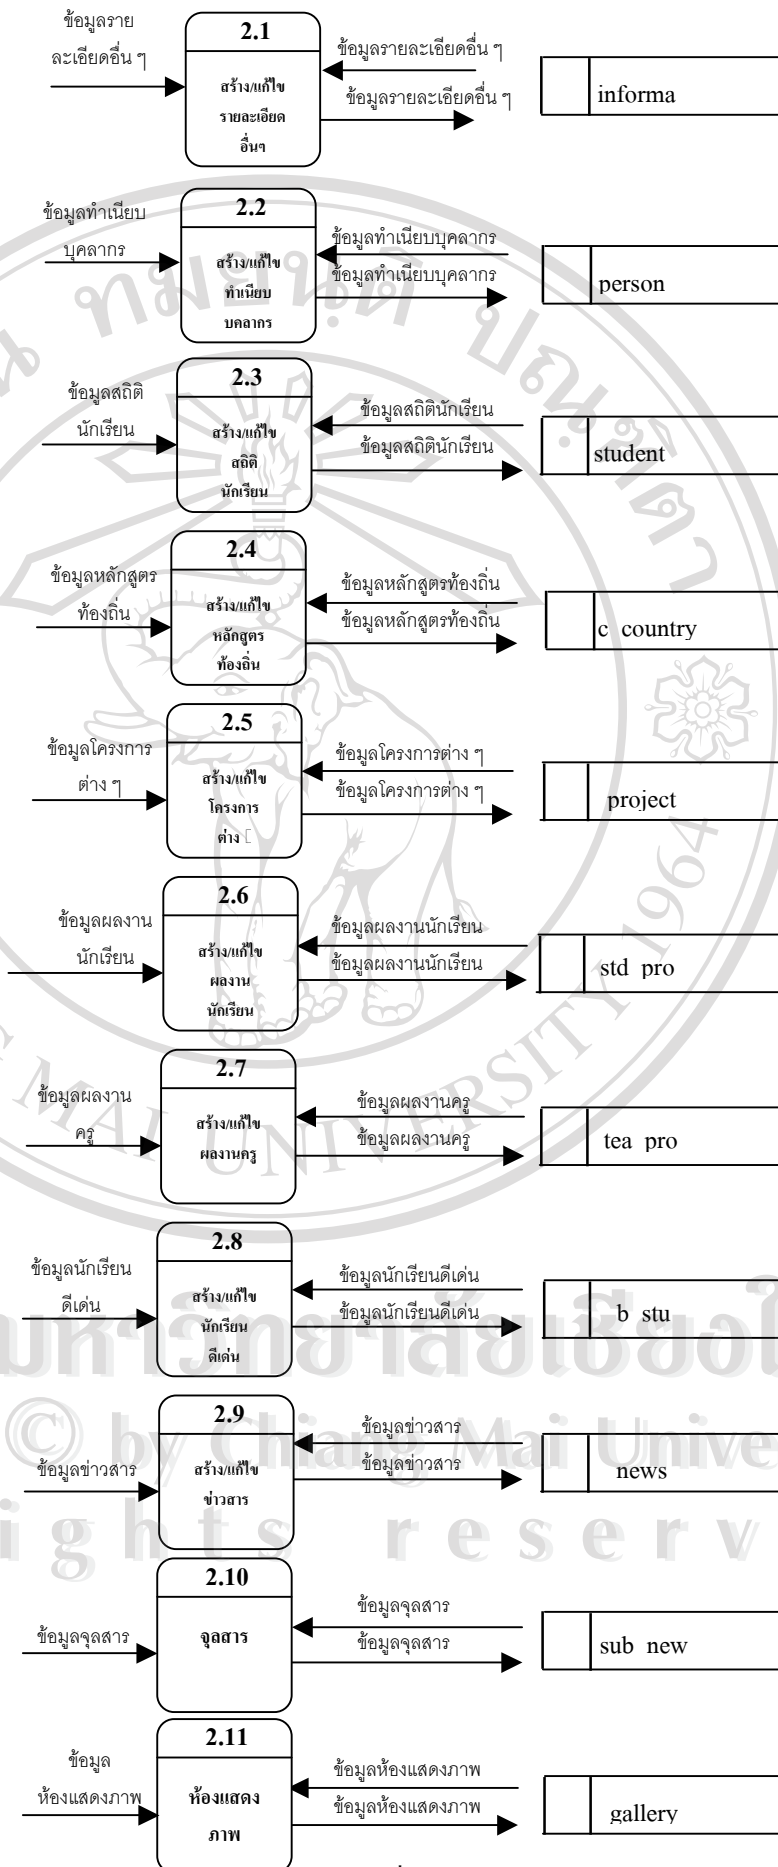 ข้อมูลราย
ละเอียดอื่น ๆ
2.1
สร้าง/แก้ไข
รายละเอียด
อื่นๆ
ข้อมูลรายละเอียดอื่น ๆ
ข้อมูลรายละเอียดอื่น ๆ
informa
ข้อมูลทำเนียบ
บุคลากร
2.2
สร้าง/แก้ไข
ทำเนียบ
บคลากร
ข้อมูลทำเนียบบุคลากร
ข้อมูลทำเนียบบุคลากร
person
ข้อมูลสถิติ
นักเรียน
2.3
สร้าง/แก้ไข
สถิติ
นักเรียน
ข้อมูลสถิตินักเรียน
ข้อมูลสถิตินักเรียน
student
ข้อมูลหลักสูตร
ท้องถิ่น
2.4
สร้าง/แก้ไข
หลักสูตร
ท้องถิ่น
ข้อมูลหลักสูตรท้องถิ่น
ข้อมูลหลักสูตรท้องถิ่น
c country
ข้อมูลโครงการ
ต่าง ๆ
2.5
สร้าง/แก้ไข
โครงการ
ต่าง
ข้อมูลโครงการต่าง ๆ
ข้อมูลโครงการต่าง ๆ
project
ข้อมูลผลงาน
นักเรียน
2.6
สร้าง/แก้ไข
ผลงาน
นักเรียน
ข้อมูลผลงานนักเรียน
ข้อมูลผลงานนักเรียน
std pro
ข้อมูลผลงาน
ครู
2.7
สร้าง/แก้ไข
ผลงานครู
ข้อมูลผลงานครู
ข้อมูลผลงานครู
tea pro
ข้อมูลนักเรียน
ดีเด่น
2.8
สร้าง/แก้ไข
นักเรียน
ดีเด่น
ข้อมูลนักเรียนดีเด่น
ข้อมูลนักเรียนดีเด่น
b stu
ข้อมูลข่าวสาร
2.9
สร้าง/แก้ไข
ข่าวสาร
ข้อมูลข่าวสาร
ข้อมูลข่าวสาร
news
ข้อมูลจุลสาร
2.10
จุลสาร
ข้อมูลจุลสาร
ข้อมูลจุลสาร
sub new
ข้อมูล
ห้องแสดงภาพ
2.11
ห้องแสดง
ภาพ
ข้อมูลห้องแสดงภาพ
ข้อมูลห้องแสดงภาพ
gallery
MAI UNIVERSITY 1964
© by Chiang Mai Unive
ights reserv